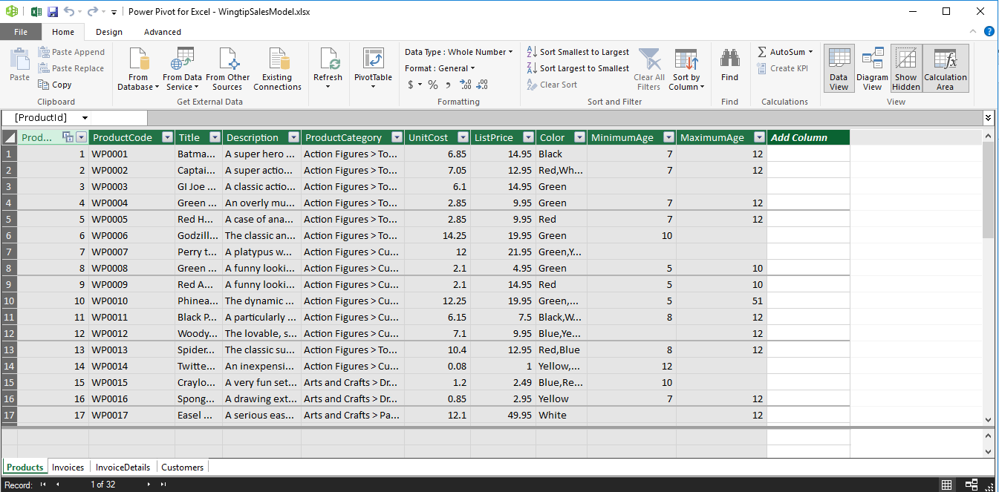 Power Pivot for Excel - WingtipSalesModel.xlsx
File Home Design Advanced
Paste Paste Append Paste Replace Copy
Clipboard
From Database From Data Service From Other Sources Existing Connections
Get External Data
Refresh
PivotTable
Data Type : Whole Number
Format : General
$ % , .00 .00
Formatting
Sort Smallest to Largest
Sort Largest to Smallest
Clear Sort
Clear All Filters Sort by Column
Sort and Filter
Find
Find
AutoSum
Create KPI
Calculations
Data View Diagram View Show Hidden Calculation Area
View
[ProductId]
Prod... ProductCode Title Description ProductCategory UnitCost ListPrice Color MinimumAge MaximumAge Add Column
1 1 WP0001 Batma... A super hero ... Action Figures > To... 6.85 14.95 Black 7 12
2 2 WP0002 Captai... A super actio... Action Figures > To... 7.05 12.95 Red,Wh... 7 12
3 3 WP0003 GI Joe ... A classic actio... Action Figures > To... 6.1 14.95 Green
4 4 WP0004 Green ... An overly mu... Action Figures > To... 2.85 9.95 Green 7 12
5 5 WP0005 Red H... A case of ana... Action Figures > To... 2.85 9.95 Red 7 12
6 6 WP0006 Godzill... The classic an... Action Figures > To... 14.25 19.95 Green 10
7 7 WP0007 Perry t... A platypus w... Action Figures > Cu... 12 21.95 Green,Y...
8 8 WP0008 Green ... A funny looki... Action Figures > Cu... 2.1 4.95 Green 5 10
9 9 WP0009 Red A... A funny looki... Action Figures > Cu... 2.1 14.95 Red 5 10
10 10 WP0010 Phinea... The dynamic ... Action Figures > Cu... 12.25 19.95 Green,... 5 51
11 11 WP0011 Black P... A particularly ... Action Figures > Cu... 6.15 7.5 Black,W... 8 12
12 12 WP0012 Woody... The lovable, s... Action Figures > Cu... 7.1 9.95 Blue,Ye... 12
13 13 WP0013 Spider... The classic su... Action Figures > To... 10.4 12.95 Red,Blue 8 12
14 14 WP0014 Twitte... An inexpensi... Action Figures > Cu... 0.08 1 Yellow,... 12
15 15 WP0015 Craylo... A very fun set... Arts and Crafts > Dr... 1.2 2.49 Blue,Re... 10
16 16 WP0016 Spong... A drawing ext... Arts and Crafts > Dr... 0.85 2.95 Yellow 7 12
17 17 WP0017 Easel ... A serious eas... Arts and Crafts > Pa... 12.1 49.95 White 12
Products Invoices InvoiceDetails Customers
Record: 1 of 32